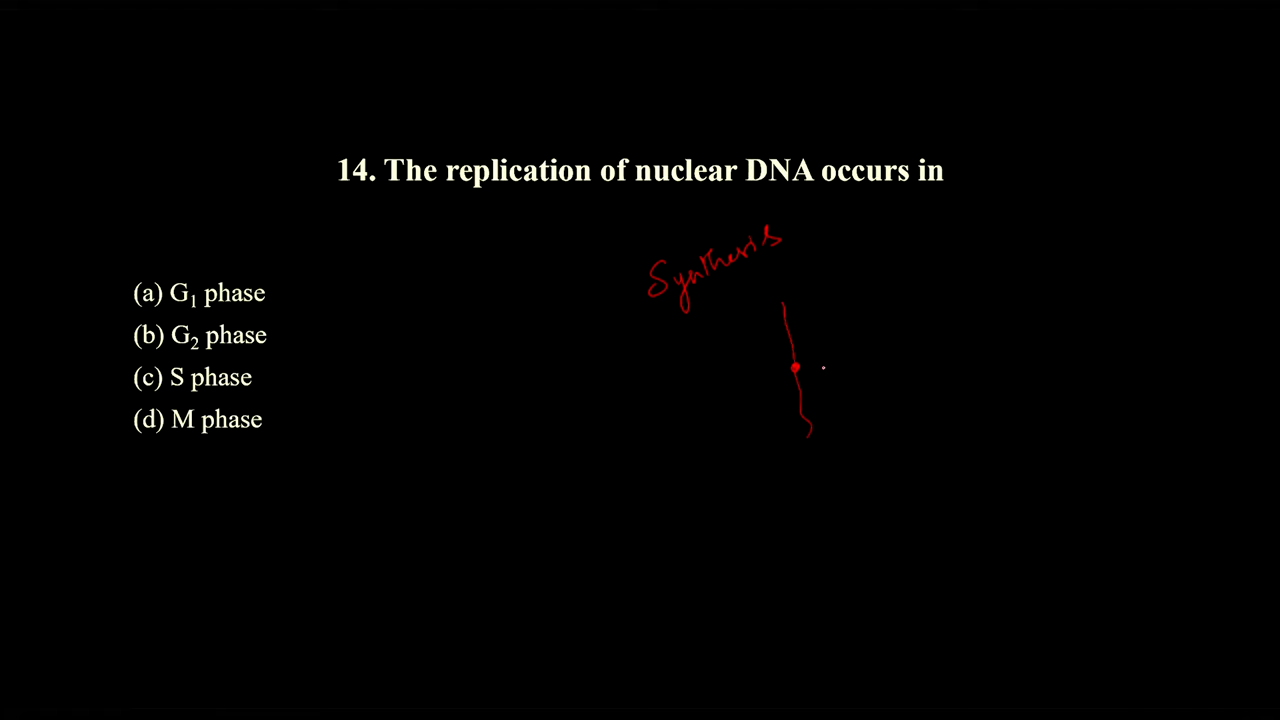 14. The replication of nuclear DNA occurs in
Synthesis
(a) G₁ phase
(b) G₂ phase
(c) S phase
(d) M phase